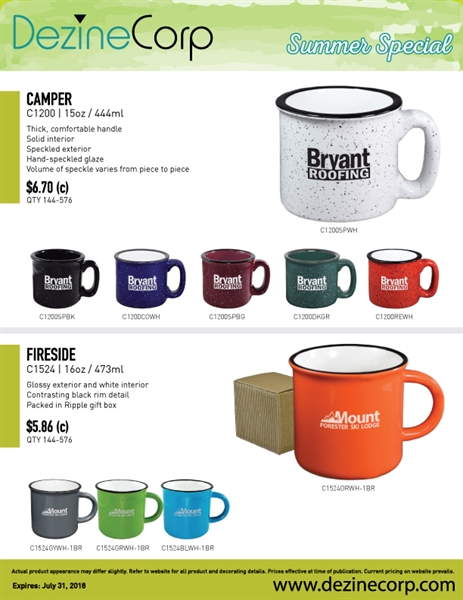 DezineCorp
Summer Special
CAMPER
C1200 | 15oz / 444ml
Thick, comfortable handle
Solid interior
Speckled exterior
Hand-speckled glaze
Volume of speckle varies from piece to piece
$6.70 (c)
QTY 144-576
Bryant
ROOFING
C1200SPWH
Bryant
ROOFING
Bryant
ROOFING
Bryant
ROOFING
Bryant
ROOFING
Bryant
ROOFING
C1200SPBK
C1200COWH
C1200SPBG
C1200DKGR
C1200REWH
FIRESIDE
C1524 | 16oz / 473ml
Glossy exterior and white interior
Contrasting black rim detail
Packed in Ripple gift box
$5.86 (c)
QTY 144-576
Mount
FORESTER SKI LODGE
C1524ORWH-1BR
Mount
Mount
Mount
C1524GYWH-1BR
C1524GRWH-1BR
C1524BLWH-1BR
Actual product appearance may differ slightly. Refer to website for all product and decorating details. Prices effective at time of publication. Current pricing on website prevails.
Expires: July 31, 2018
www.dezinecorp.com